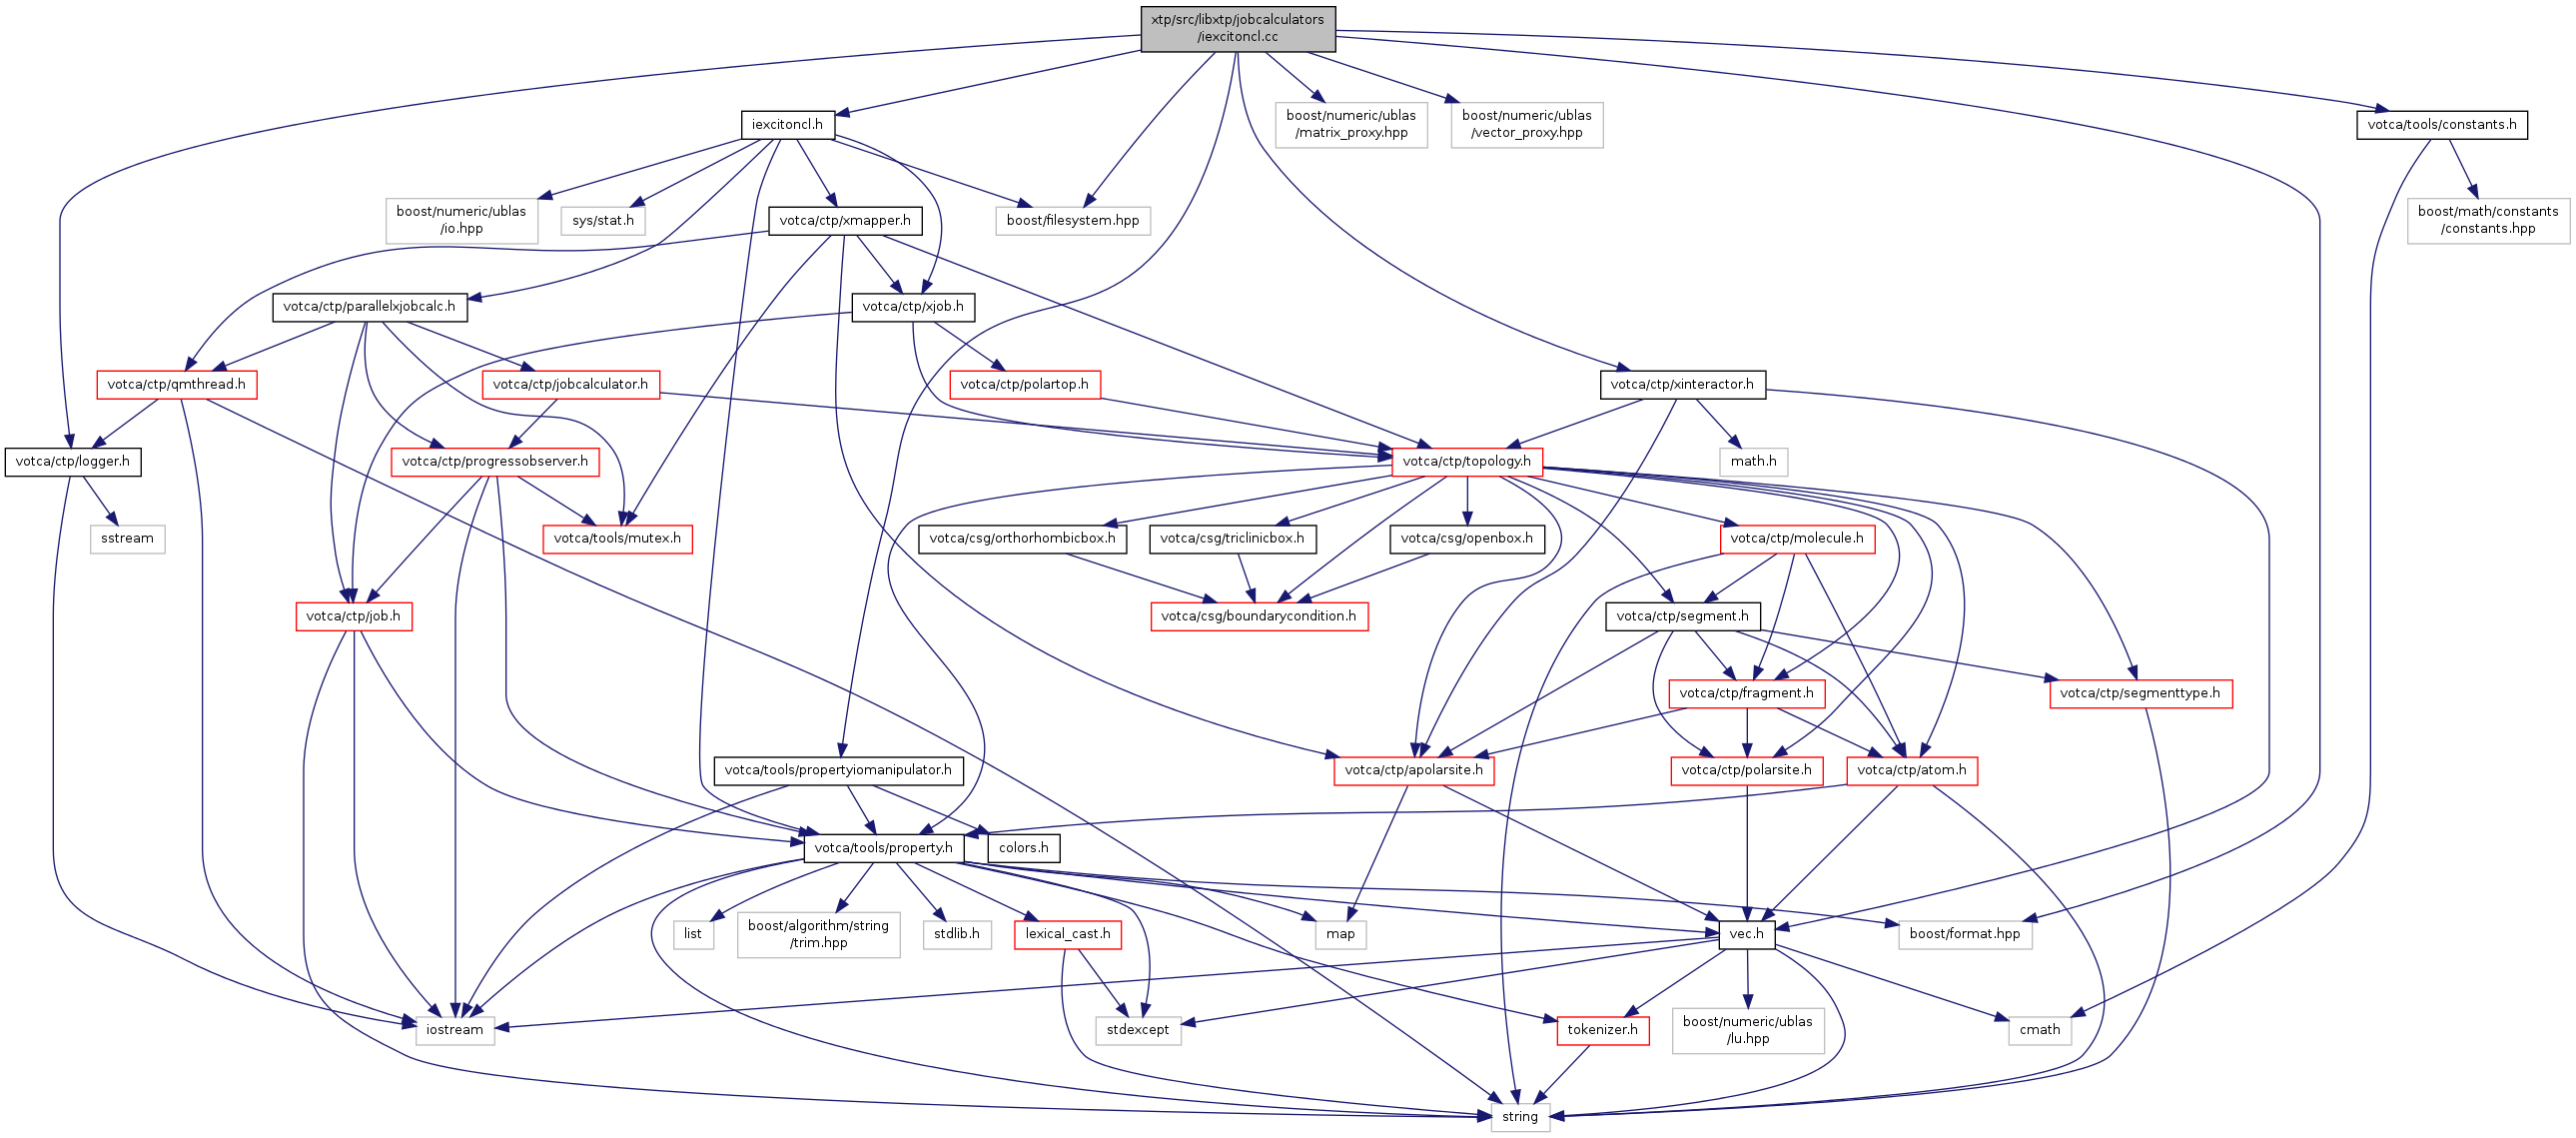 xtp/src/libxtp/jobcalculators
/iexcitoncl.cc
iexcitoncl.h
boost/numeric/ublas
/matrix_proxy.hpp
boost/numeric/ublas
/vector_proxy.hpp
votca/tools/constants.h
boost/numeric/ublas
/io.hpp
sys/stat.h
votca/ctp/xmapper.h
boost/filesystem.hpp
boost/math/constants
/constants.hpp
votca/ctp/parallelxjobcalc.h
votca/ctp/xjob.h
votca/ctp/qmthread.h
votca/ctp/jobcalculator.h
votca/ctp/polartop.h
votca/ctp/xinteractor.h
votca/ctp/logger.h
votca/ctp/progressobserver.h
votca/ctp/topology.h
math.h
sstream
votca/tools/mutex.h
votca/csg/orthorhombicbox.h
votca/csg/triclinicbox.h
votca/csg/openbox.h
votca/ctp/molecule.h
votca/ctp/job.h
votca/csg/boundarycondition.h
votca/ctp/segment.h
votca/ctp/fragment.h
votca/ctp/segmenttype.h
votca/tools/propertyiomanipulator.h
votca/ctp/apolarsite.h
votca/ctp/polarsite.h
votca/ctp/atom.h
votca/tools/property.h
colors.h
list
boost/algorithm/string
/trim.hpp
stdlib.h
lexical_cast.h
map
vec.h
boost/format.hpp
iostream
stdexcept
tokenizer.h
boost/numeric/ublas
/lu.hpp
cmath
string